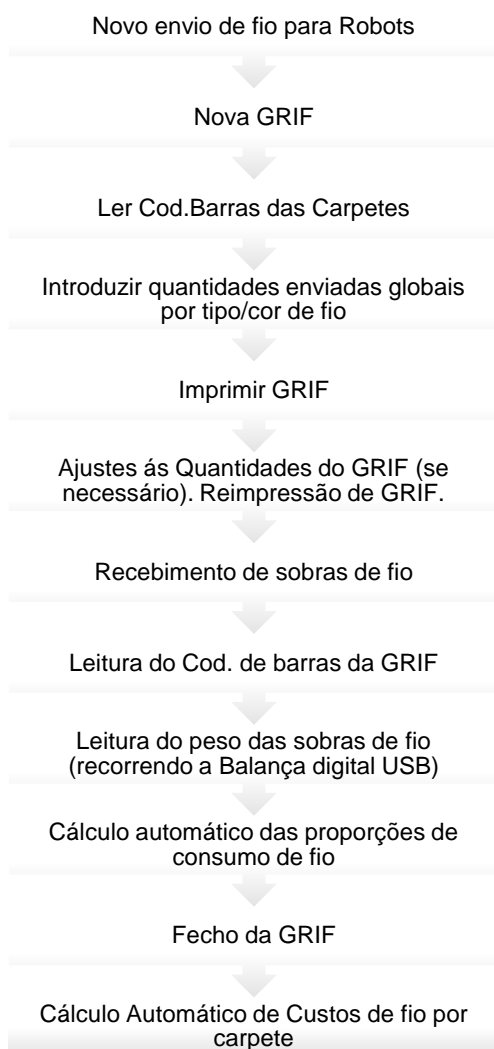 Novo envio de fio para Robots
Nova GRIF
Ler Cod.Barras das Carpetes
Introduzir quantidades enviadas globais
por tipo/cor de fio
Imprimir GRIF
Ajustes ás Quantidades do GRIF (se
necessário). Reimpressão de GRIF.
Recebimento de sobras de fio
Leitura do Cod. de barras da GRIF
Leitura do peso das sobras de fio
(recorrendo a Balança digital USB)
Cálculo automático das proporções de
consumo de fio
Fecho da GRIF
Cálculo Automático de Custos de fio por
carpete